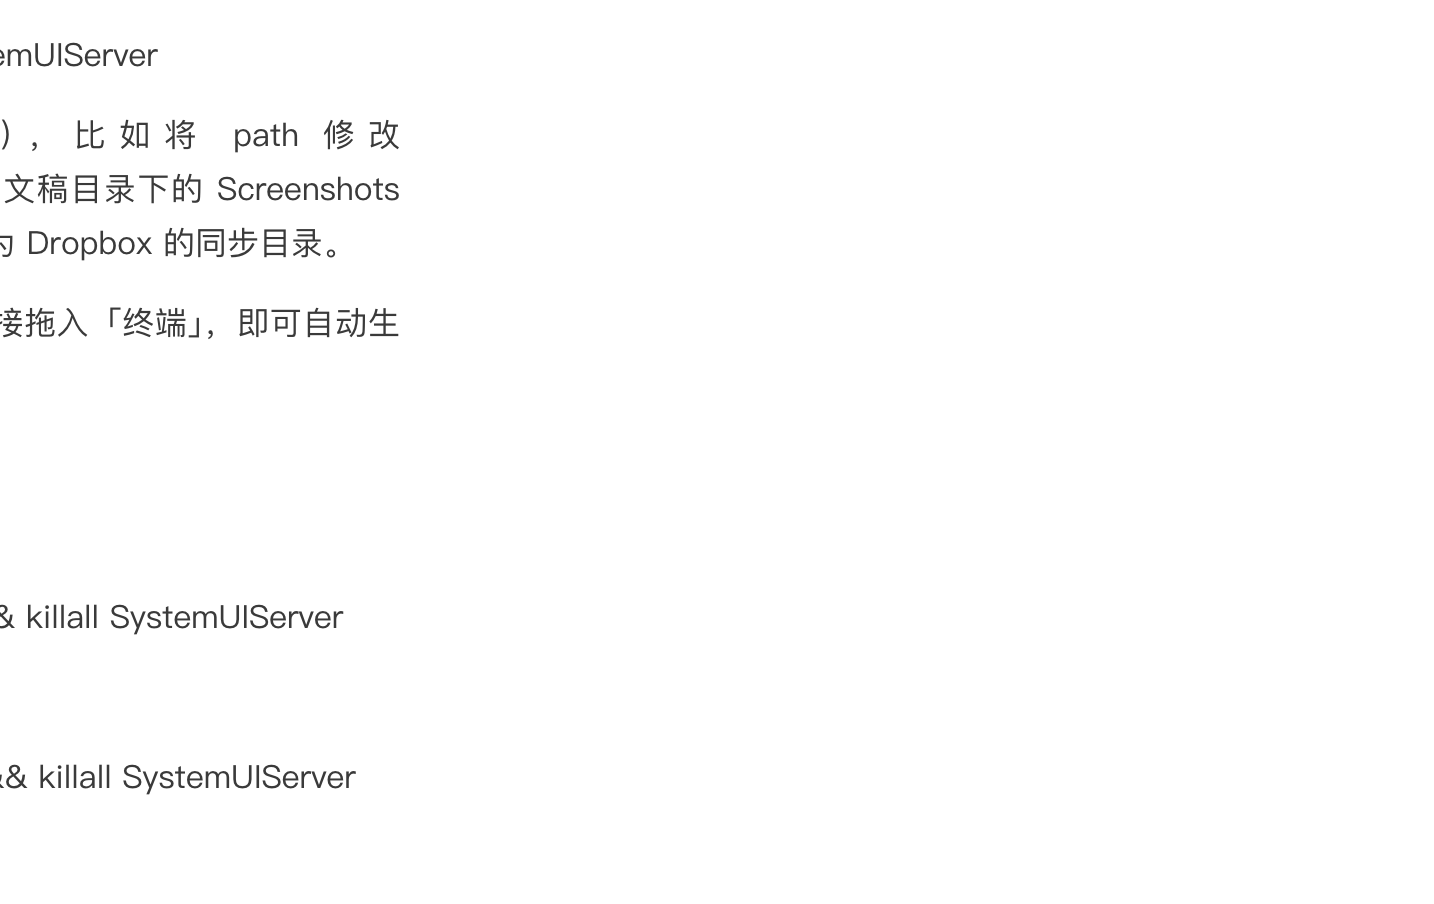 emUIServer
），比如将 path 修改
文稿目录下的 Screenshots
为 Dropbox 的同步目录。
接拖入「终端」，即可自动生
& killall SystemUIServer
&& killall SystemUIServer